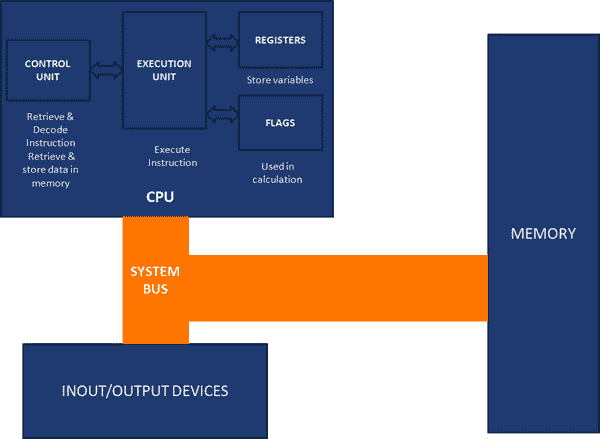 CONTROL
UNIT
EXECUTION
UNIT
REGISTERS
Store variables
FLAGS
Used in
calculation
Retrieve &
Decode
Instruction
Retrieve &
store data in
memory
Execute
Instruction
CPU
SYSTEM
BUS
MEMORY
INOUT/OUTPUT DEVICES